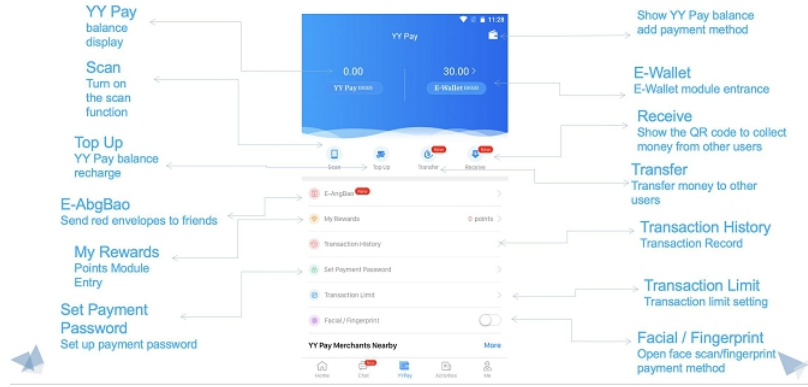 YY Pay
balance
display
Scan
Turn on
the scan
function
Top Up
YY Pay balance
recharge
E-AbgBao
Send red envelopes to friends
My Rewards
Points Module
Entry
Set Payment
Password
Set up payment password
11:28
YY Pay
0.00
30.00 >
YY Pay
E-Wallet
Scan
Top Up
New
Transfer
New
Receive
E-AngBao New
My Rewards
0 points
Transaction History
Set Payment Password
Transaction Limit
Facial / Fingerprint
YY Pay Merchants Nearby
More
Home
New
Chat
YYPay
Activities
Me
Show YY Pay balance
add payment method
E-Wallet
E-Wallet module entrance
Receive
Show the QR code to collect
money from other users
Transfer
Transfer money to other
users
Transaction History
Transaction Record
Transaction Limit
Transaction limit setting
Facial / Fingerprint
Open face scan/fingerprint
payment method